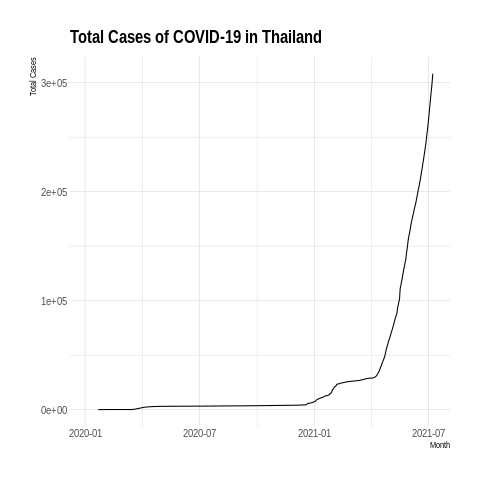 Total Cases of COVID-19 in Thailand
Total Cases
3e+05
2e+05
1e+05
0e+00
2020-01 2020-07 2021-01 2021-07
Month